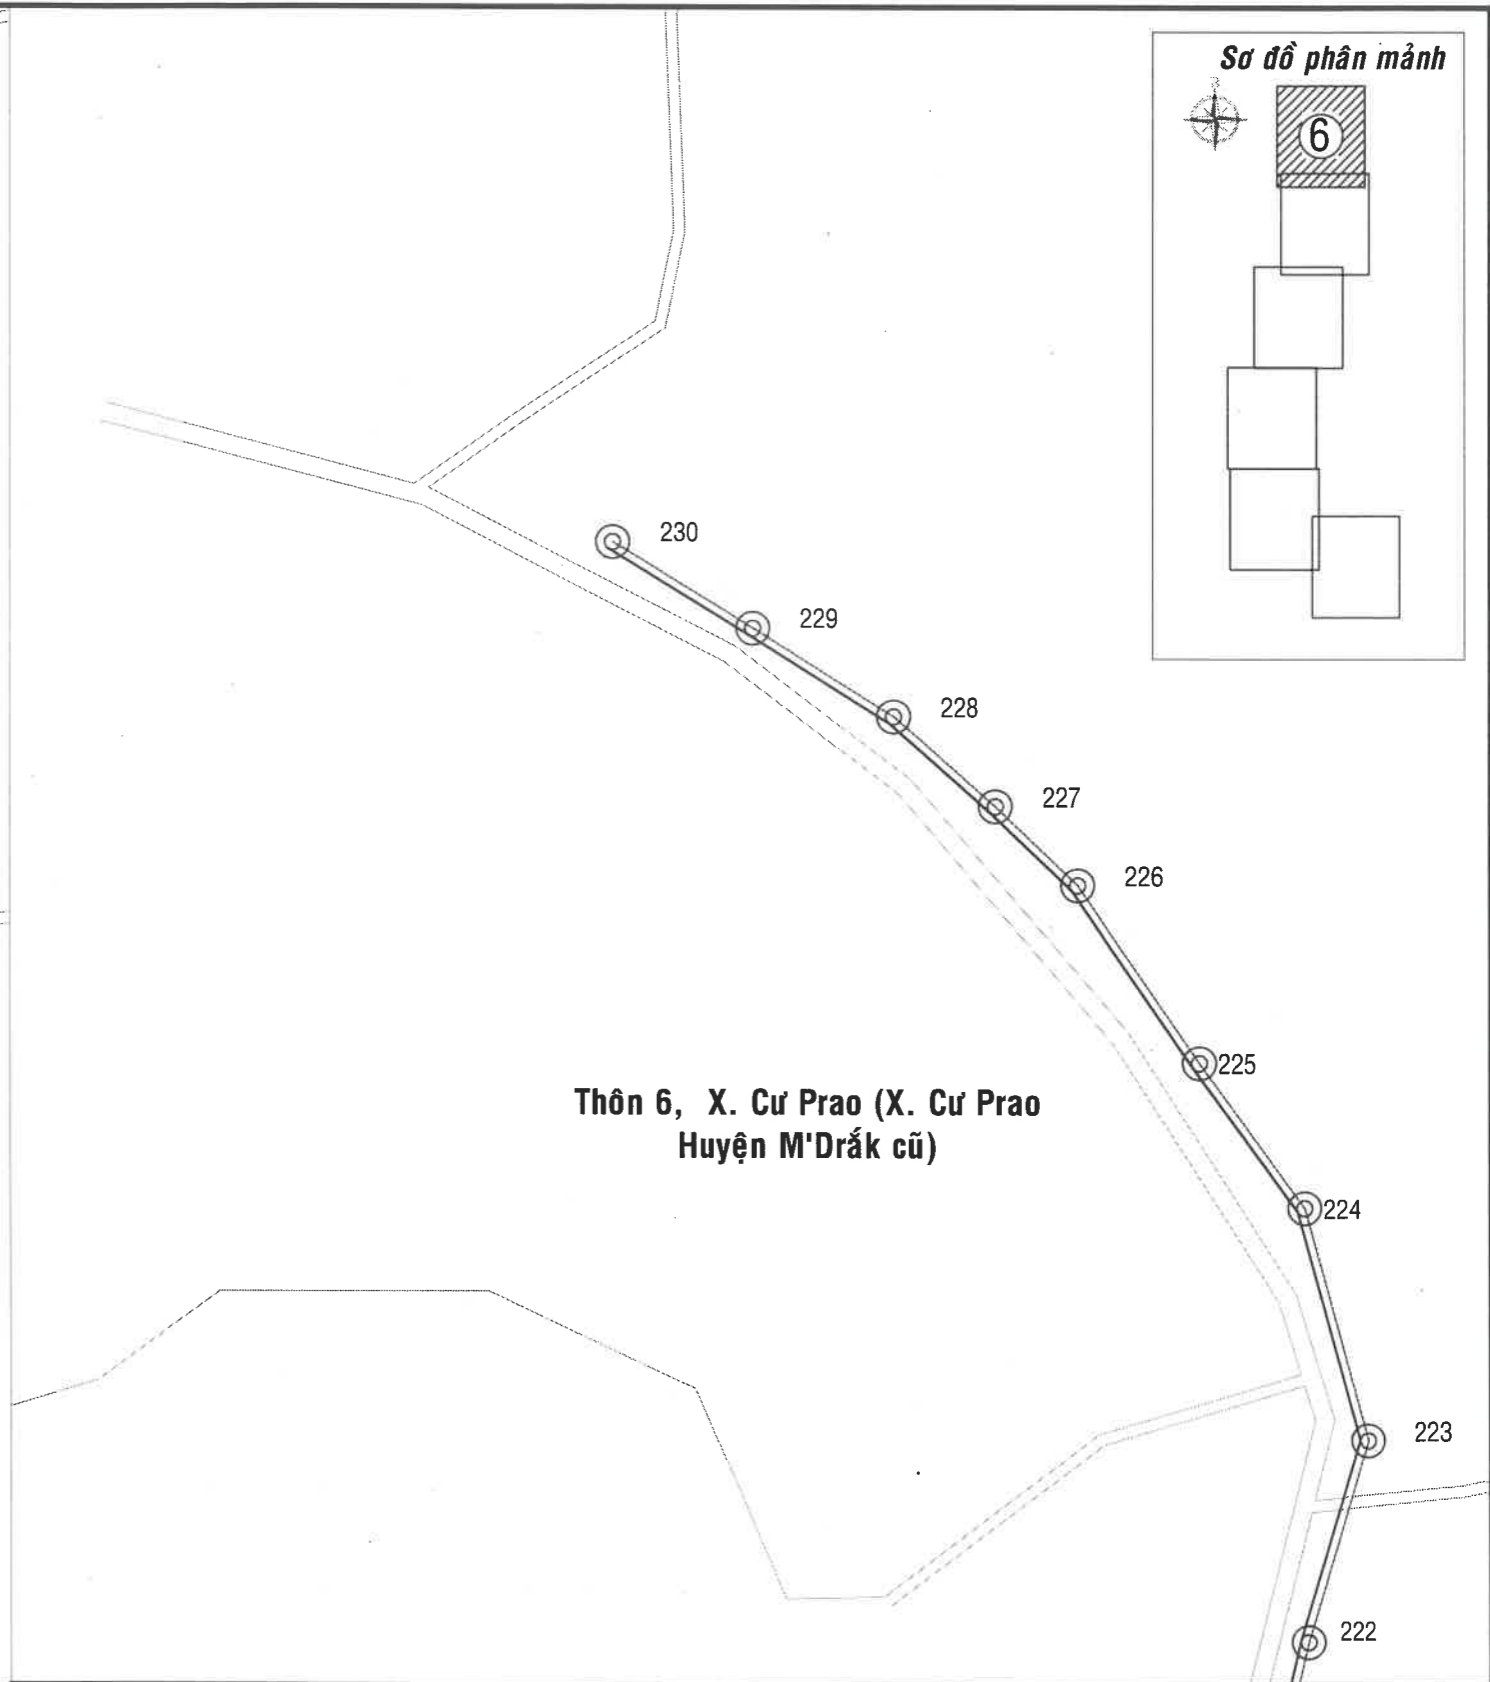 Sơ đồ phân mảnh
B
6
230
229
228
227
226
225
Thôn 6, X. Cư Prao (X. Cư Prao
Huyện M'Drắk cũ)
224
223
222